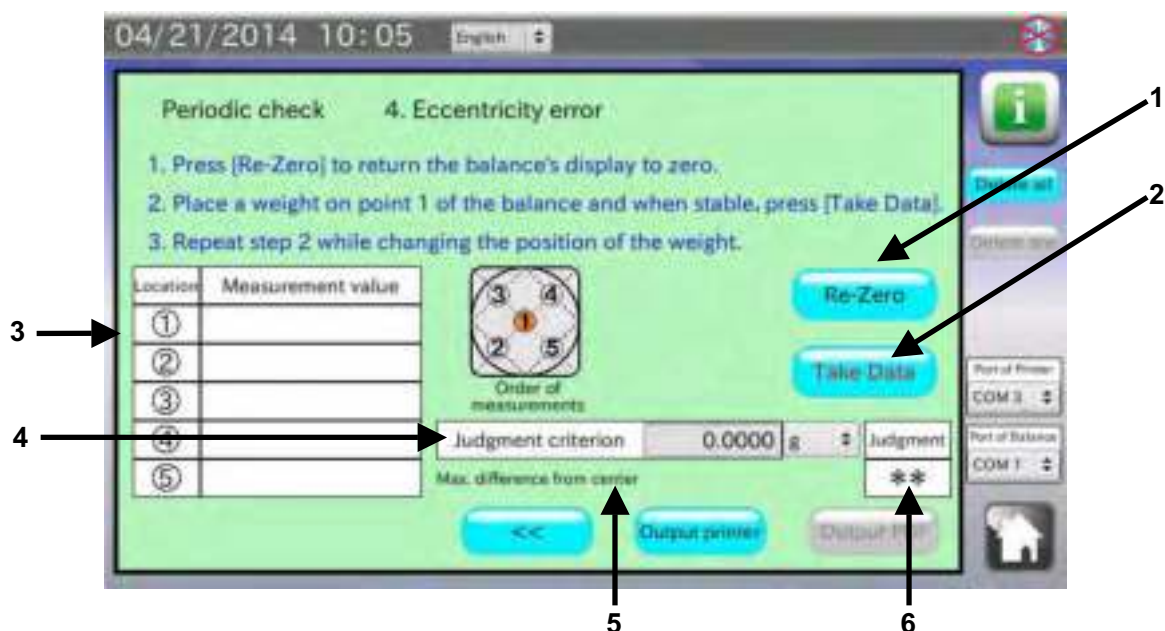 04/21/2014 10:05 English
Periodic check 4. Eccentricity error
1. Press [Re-Zero] to return the balance's display to zero.
2. Place a weight on point 1 of the balance and when stable, press [Take Data].
3. Repeat step 2 while changing the position of the weight.
Location Measurement value
①
②
③
④
⑤
3 4
1
2 5
Order of
measurements
Re-Zero
Take Data
Judgment criterion 0.0000 g Judgment
Max. difference from center **
<< Output printer Output PDF
i
Delete all
Delete one
Port of Printer
COM 3
Port of Balance
COM 1
1
2
3
4
5
6